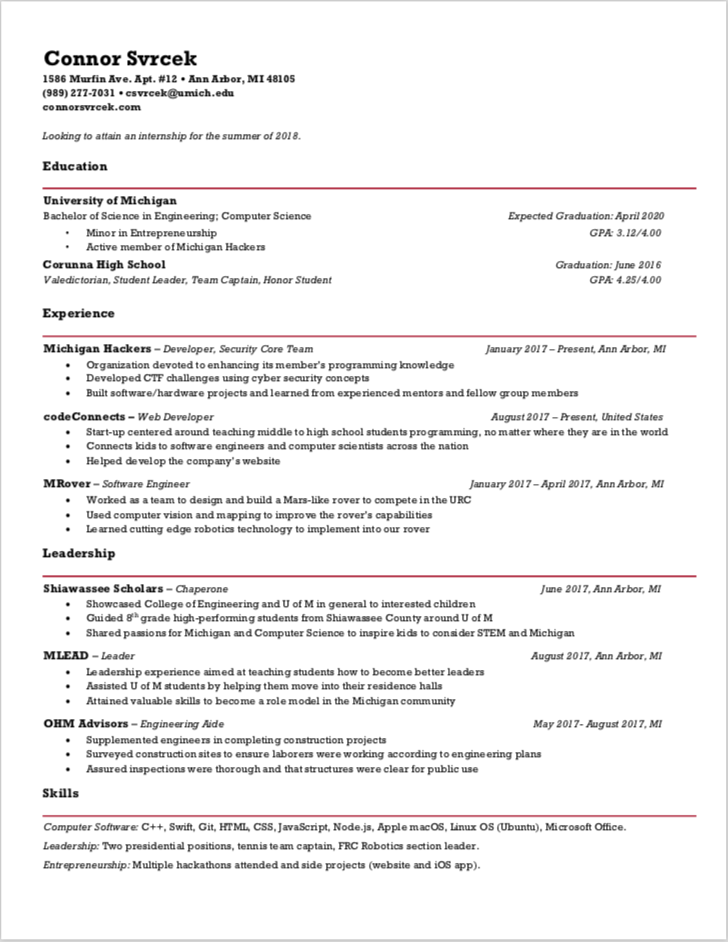 Connor Svrcek
1586 Murfin Ave. Apt. #12 • Ann Arbor, MI 48105
(989) 277-7031 • csvrcek@umich.edu
connorsvrcek.com
Looking to attain an internship for the summer of 2018.
Education
University of Michigan
Bachelor of Science in Engineering; Computer Science Expected Graduation: April 2020
• Minor in Entrepreneurship GPA: 3.12/4.00
• Active member of Michigan Hackers
Corunna High School Graduation: June 2016
Valedictorian, Student Leader, Team Captain, Honor Student GPA: 4.25/4.00
Experience
Michigan Hackers – Developer, Security Core Team January 2017 – Present, Ann Arbor, MI
• Organization devoted to enhancing its member's programming knowledge
• Developed CTF challenges using cyber security concepts
• Built software/hardware projects and learned from experienced mentors and fellow group members
codeConnects – Web Developer August 2017 – Present, United States
• Start-up centered around teaching middle to high school students programming, no matter where they are in the world
• Connects kids to software engineers and computer scientists across the nation
• Helped develop the company's website
MRover – Software Engineer January 2017 – April 2017, Ann Arbor, MI
• Worked as a team to design and build a Mars-like rover to compete in the URC
• Used computer vision and mapping to improve the rover's capabilities
• Learned cutting edge robotics technology to implement into our rover
Leadership
Shiawassee Scholars – Chaperone June 2017, Ann Arbor, MI
• Showcased College of Engineering and U of M in general to interested children
• Guided 8th grade high-performing students from Shiawassee County around U of M
• Shared passions for Michigan and Computer Science to inspire kids to consider STEM and Michigan
MLEAD – Leader August 2017, Ann Arbor, MI
• Leadership experience aimed at teaching students how to become better leaders
• Assisted U of M students by helping them move into their residence halls
• Attained valuable skills to become a role model in the Michigan community
OHM Advisors – Engineering Aide May 2017- August 2017, MI
• Supplemented engineers in completing construction projects
• Surveyed construction sites to ensure laborers were working according to engineering plans
• Assured inspections were thorough and that structures were clear for public use
Skills
Computer Software: C++, Swift, Git, HTML, CSS, JavaScript, Node.js, Apple macOS, Linux OS (Ubuntu), Microsoft Office.
Leadership: Two presidential positions, tennis team captain, FRC Robotics section leader.
Entrepreneurship: Multiple hackathons attended and side projects (website and iOS app).